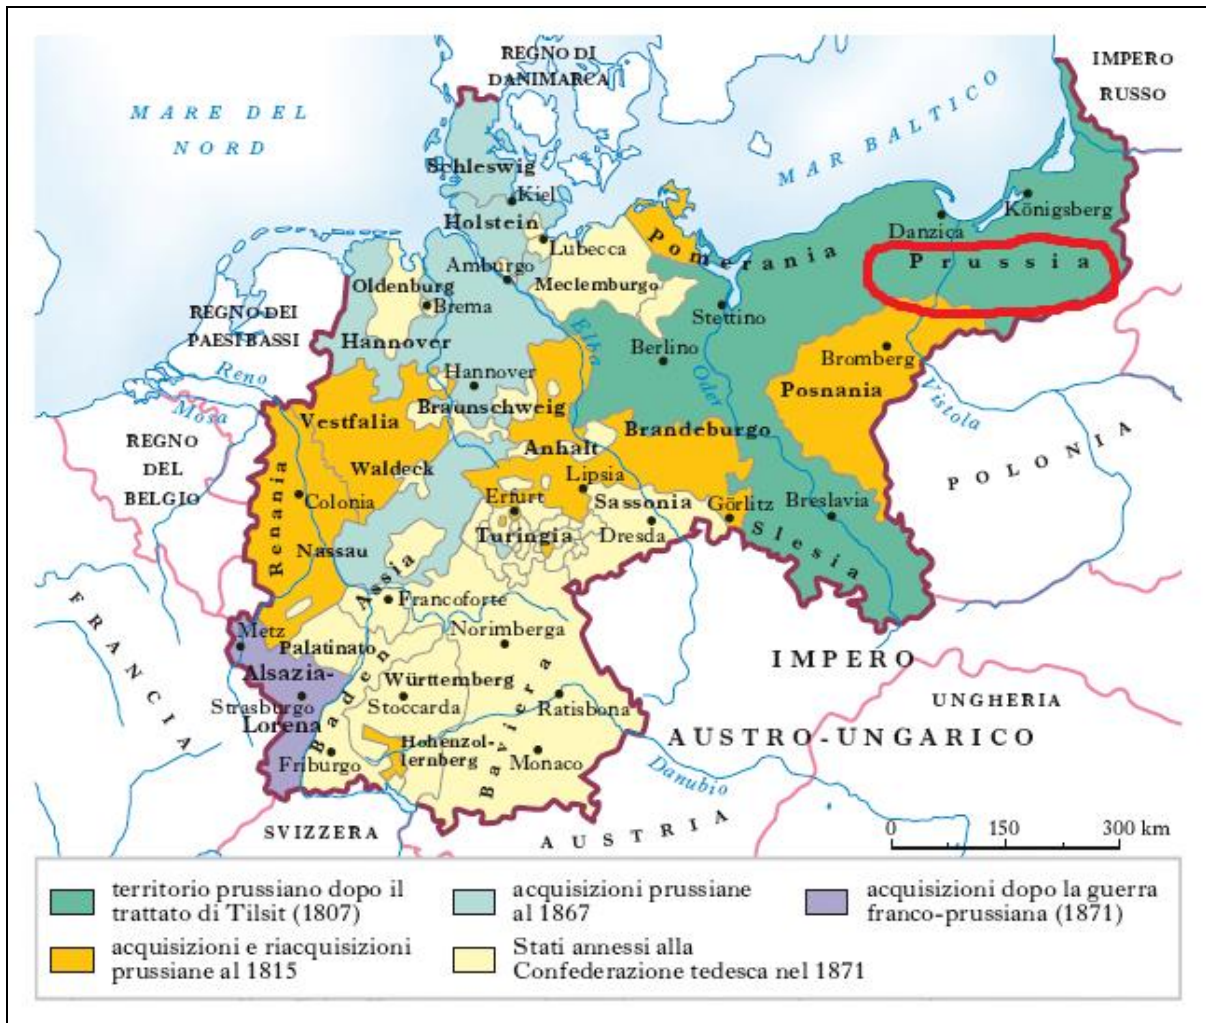 REGNO DI
DANIMARCA
IMPERO
RUSSO
MARE DEL
NORD
MAR BALTICO
Schleswig
Kiel
Holstein
Lubecca
Amburgo
Meclemburgo
Pomerania
Königsberg
Danzica
Prussia
Oldenburg
Brema
REGNO DEI
PAESI BASSI
Hannover
Stettino
Elba
Berlino
Oder
Bromberg
Posnania
Vistola
Reno
Mosa
Hannover
Braunschweig
Vestfalia
Brandeburgo
Anhalt
REGNO
DEL
BELGIO
Waldeck
Lipsia
POLONIA
Renania
Colonia
Erfurt
Sassonia
Görlitz
Breslavia
Turingia
Dresda
Slesia
Nassau
Assia
FRANCIA
Francoforte
Metz
Palatinato
Norimberga
IMPERO
AUSTRO-UNGARICO
UNGHERIA
Alsazia-
Lorena
Strasburgo
Baden
Württemberg
Stoccarda
Baviera
Ratisbona
Hohenzol-
lernberg
Friburgo
Monaco
Danubio
SVIZZERA
AUSTRIA
0 150 300 km
territorio prussiano dopo il
trattato di Tilsit (1807)
acquisizioni e riacquisizioni
prussiane al 1815
acquisizioni prussiane
al 1867
Stati annessi alla
Confederazione tedesca nel 1871
acquisizioni dopo la guerra
franco-prussiana (1871)